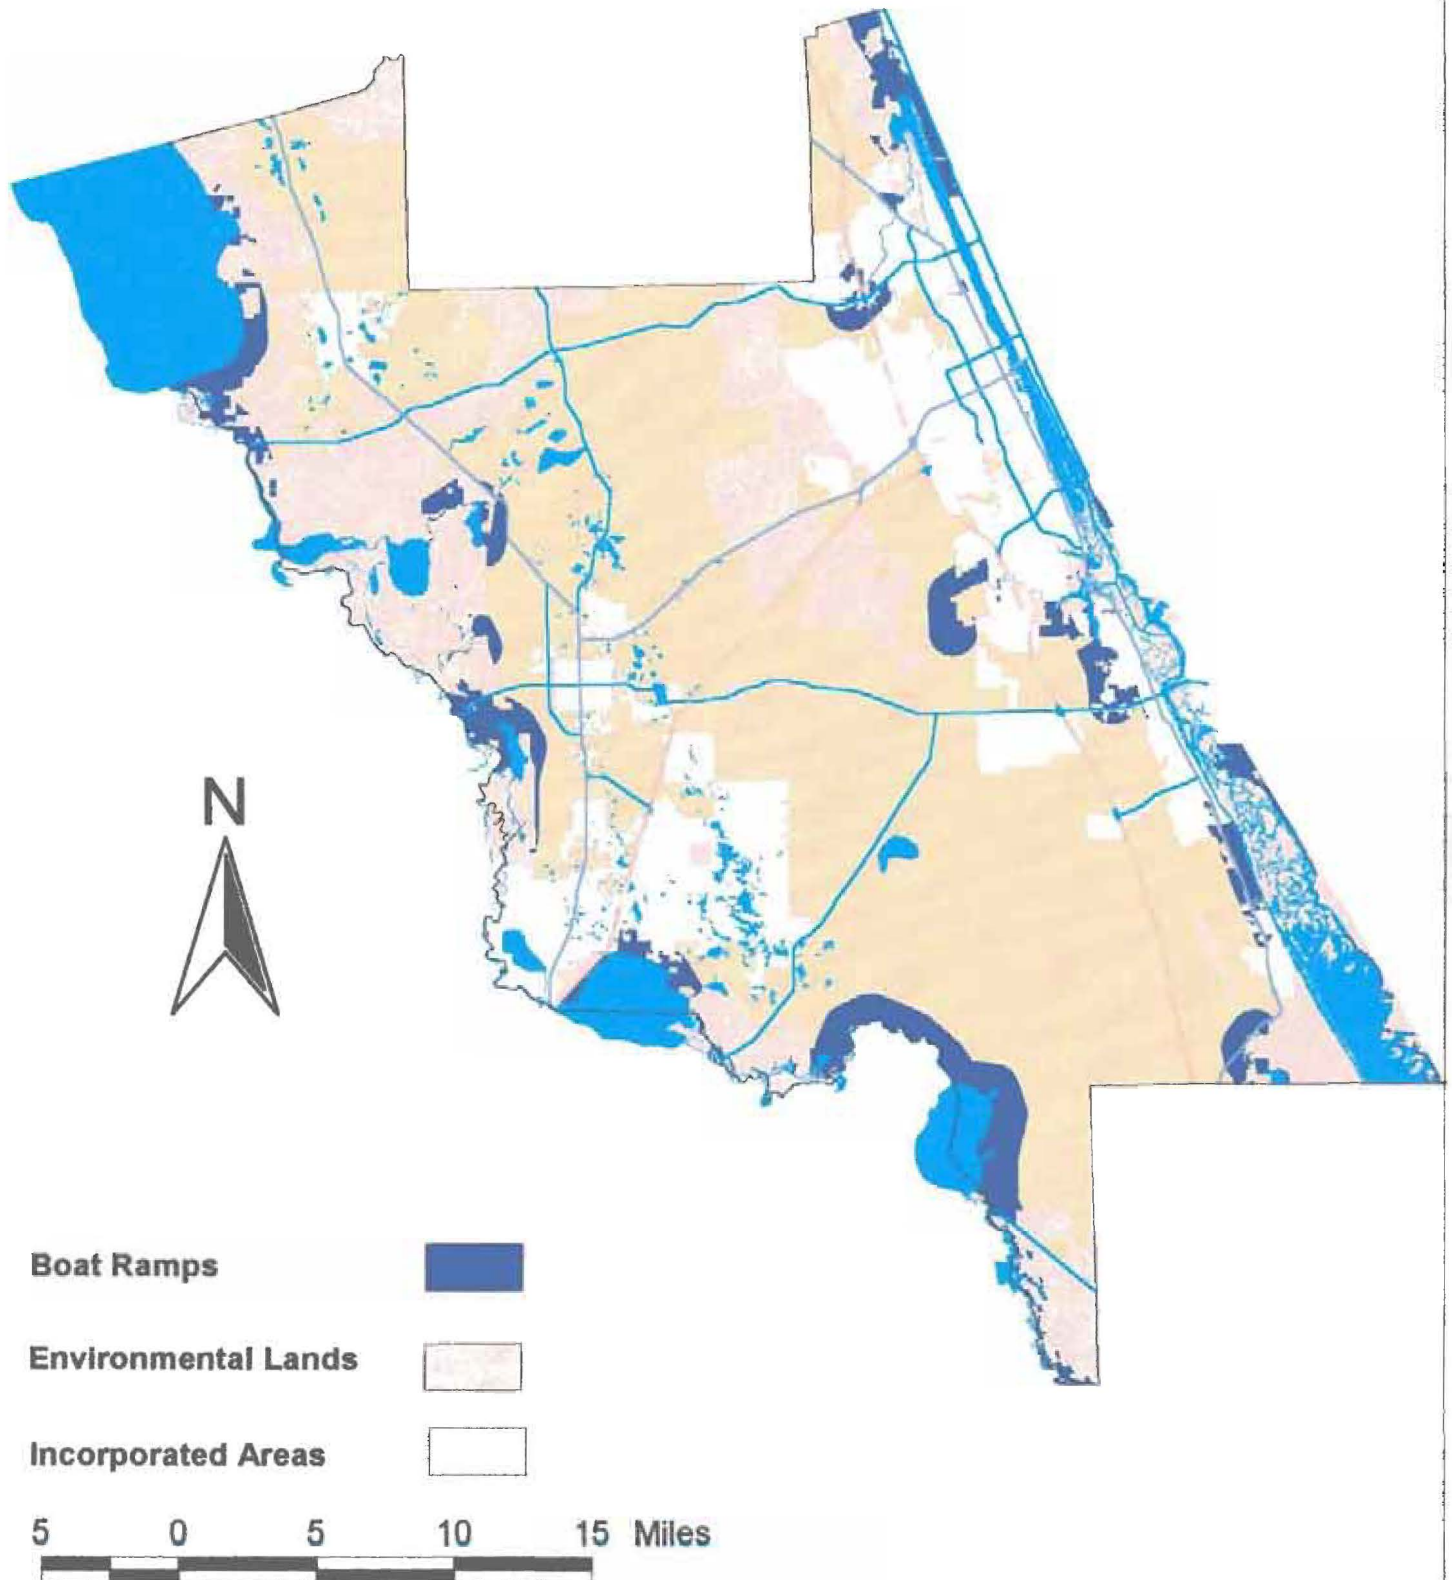 N
Boat Ramps
Environmental Lands
Incorporated Areas
5 0 5 10 15 Miles